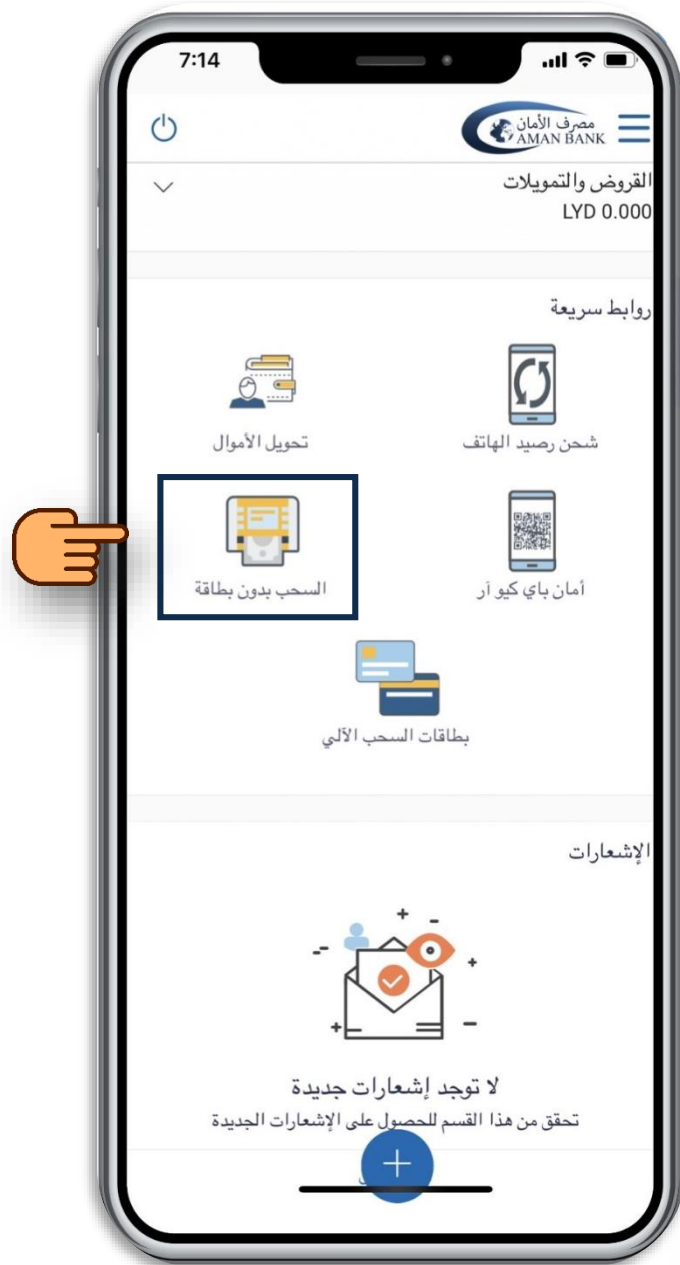 7:14
مصرف الأمان
AMAN BANK
القروض والتمويلات
LYD 0.000
روابط سريعة
شحن رصيد الهاتف
تحويل الأموال
أمان باي كيو آر
السحب بدون بطاقة
بطاقات السحب الآلي
الإشعارات
لا توجد إشعارات جديدة
تحقق من هذا القسم للحصول على الإشعارات الجديدة